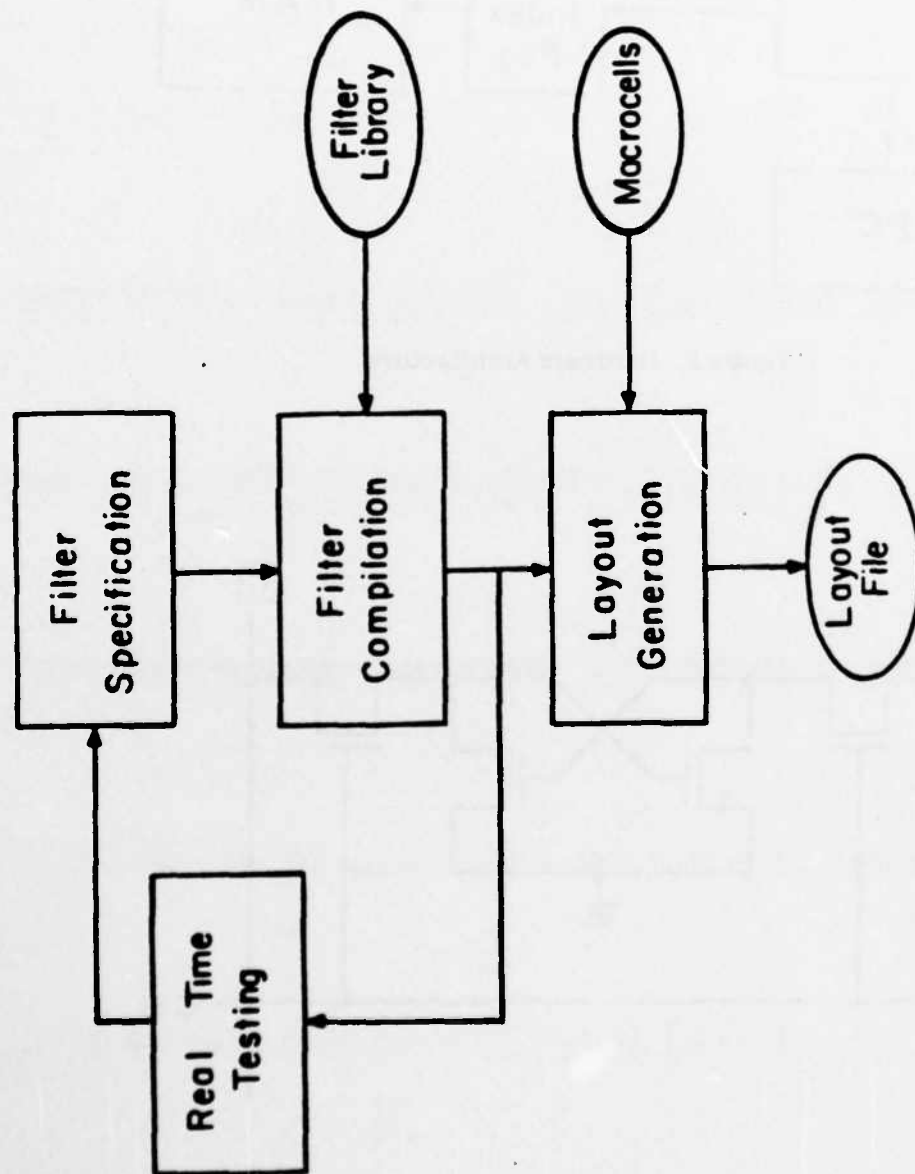 Filter
Specification
Real Time
Testing
Filter
Compilation
Filter
Library
Layout
Generation
Macrocells
Layout
File